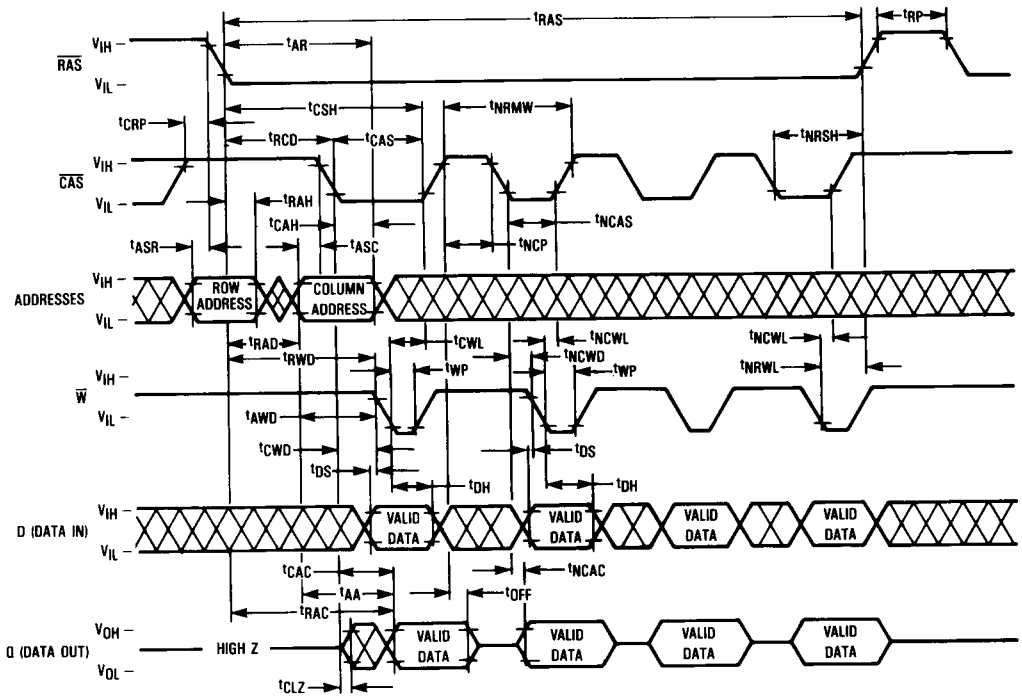 tRAS
tRP
tAR
VIH
RAS
VIL
tCSH
tNRMW
tCRP
tRCD
tCAS
tNRSH
VIH
CAS
VIL
tRAH
tCAH
tNCAS
tASR
tASC
tNCP
VIH
ADDRESSES
VIL
ROW
ADDRESS
COLUMN
ADDRESS
tRAD
tCWL
tNCWL
tNCWL
tRWD
tNCWD
tWP
tWP
tNRWL
VIH
W
VIL
tAWD
tCWD
tDS
tDS
tDH
tDH
VIH
D (DATA IN)
VIL
VALID
DATA
VALID
DATA
VALID
DATA
VALID
DATA
tCAC
tNCAC
tAA
tOFF
tRAC
VOH
Q (DATA OUT)
VOL
HIGH Z
VALID
DATA
VALID
DATA
VALID
DATA
VALID
DATA
tCLZ